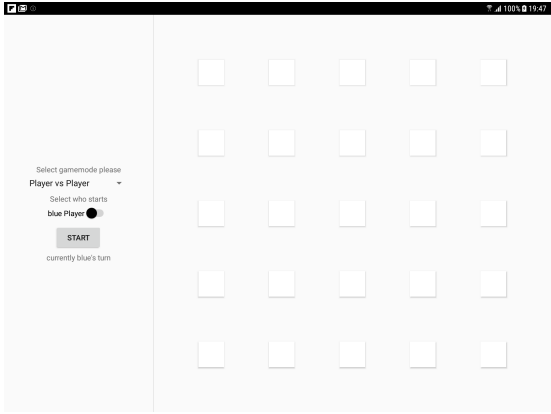 100% 19:47
Select gamemode please
Player vs Player
Select who starts
blue Player
START
currently blue's turn